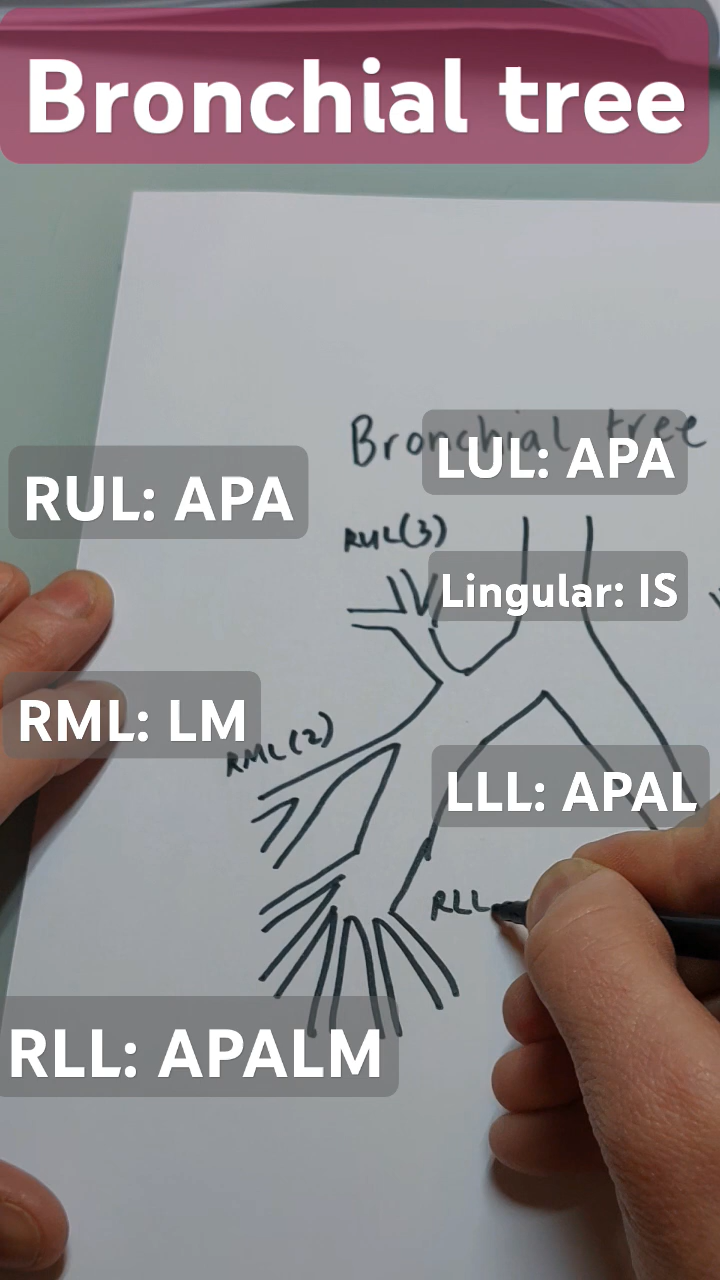 Bronchial tree
Bronchial tree
LUL: APA
RUL: APA
RUL(3)
Lingular: IS
RML: LM
RML(2)
LLL: APAL
RLL
RLL: APALM